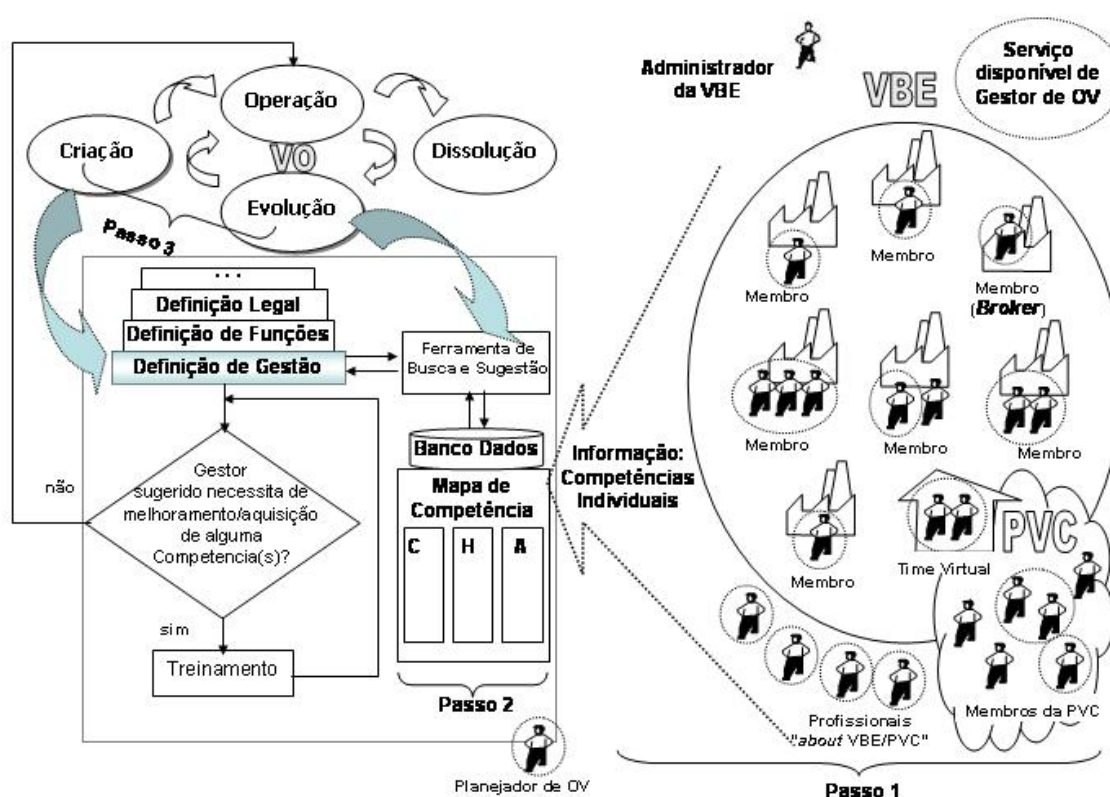 Operação
Criação
VO
Dissolução
Evolução
Passo 3
...
Definição Legal
Definição de Funções
Definição de Gestão
Ferramenta de
Busca e Sugestão
Banco Dados
Mapa de
Competência
C H A
Passo 2
não
Gestor
sugerido necessita de
melhoramento/aquisição
de alguma
Competencia(s)?
sim
Treinamento
Planejador de OV
Informação:
Competências
Individuais
Administrador
da VBE
VBE
Serviço
disponível de
Gestor de OV
Membro
Membro
Membro
(Broker)
Membro
Membro
Membro
Membro
Time Virtual
PVC
Membros da PVC
Profissionais
"about VBE/PVC"
Passo 1